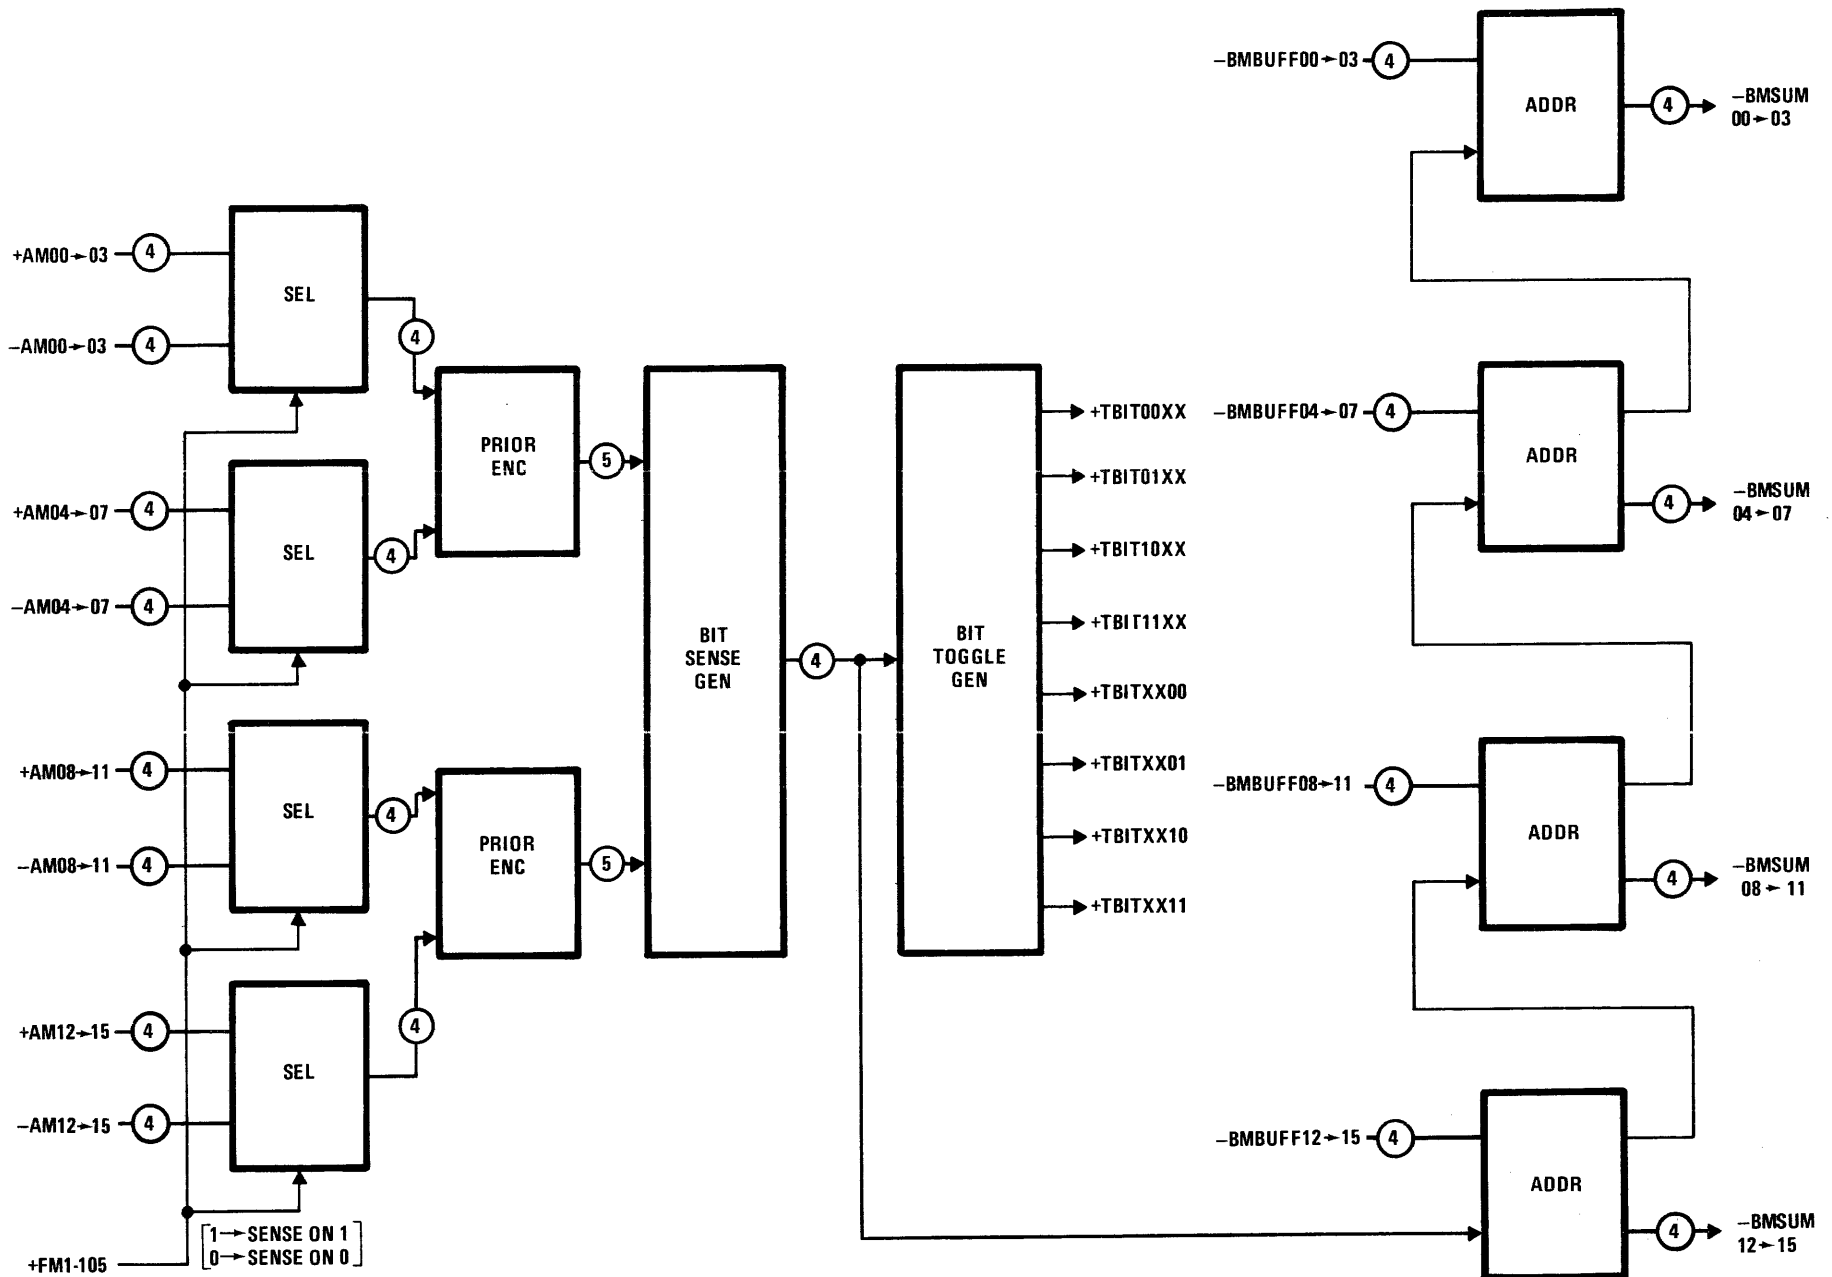 +AM00→03
4
-AM00→03
4
SEL
4
+AM04→07
4
-AM04→07
4
SEL
4
+AM08→11
4
-AM08→11
4
SEL
4
+AM12→15
4
-AM12→15
4
SEL
4
+FM1-105
1→SENSE ON 1
0→SENSE ON 0
PRIOR
ENC
5
PRIOR
ENC
5
BIT
SENSE
GEN
4
BIT
TOGGLE
GEN
+TBIT00XX
+TBIT01XX
+TBIT10XX
+TBIT11XX
+TBITXX00
+TBITXX01
+TBITXX10
+TBITXX11
-BMBUFF00→03
4
ADDR
4
-BMSUM
00→03
-BMBUFF04→07
4
ADDR
4
-BMSUM
04→07
-BMBUFF08→11
4
ADDR
4
-BMSUM
08→11
-BMBUFF12→15
4
ADDR
4
-BMSUM
12→15